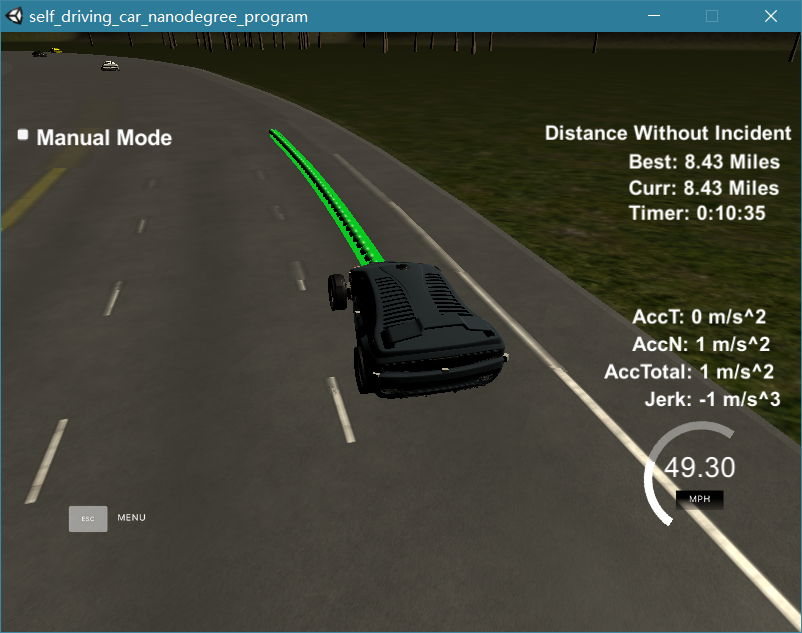 self_driving_car_nanodegree_program
Manual Mode
Distance Without Incident
Best: 8.43 Miles
Curr: 8.43 Miles
Timer: 0:10:35
AccT: 0 m/s^2
AccN: 1 m/s^2
AccTotal: 1 m/s^2
Jerk: -1 m/s^3
49.30
MPH
ESC MENU